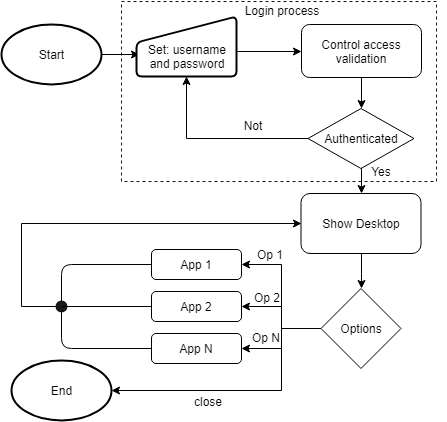 Login process
Start
Set: username
and password
Control access
validation
Not
Authenticated
Yes
Show Desktop
App 1
Op 1
App 2
Op 2
Options
App N
Op N
End
close